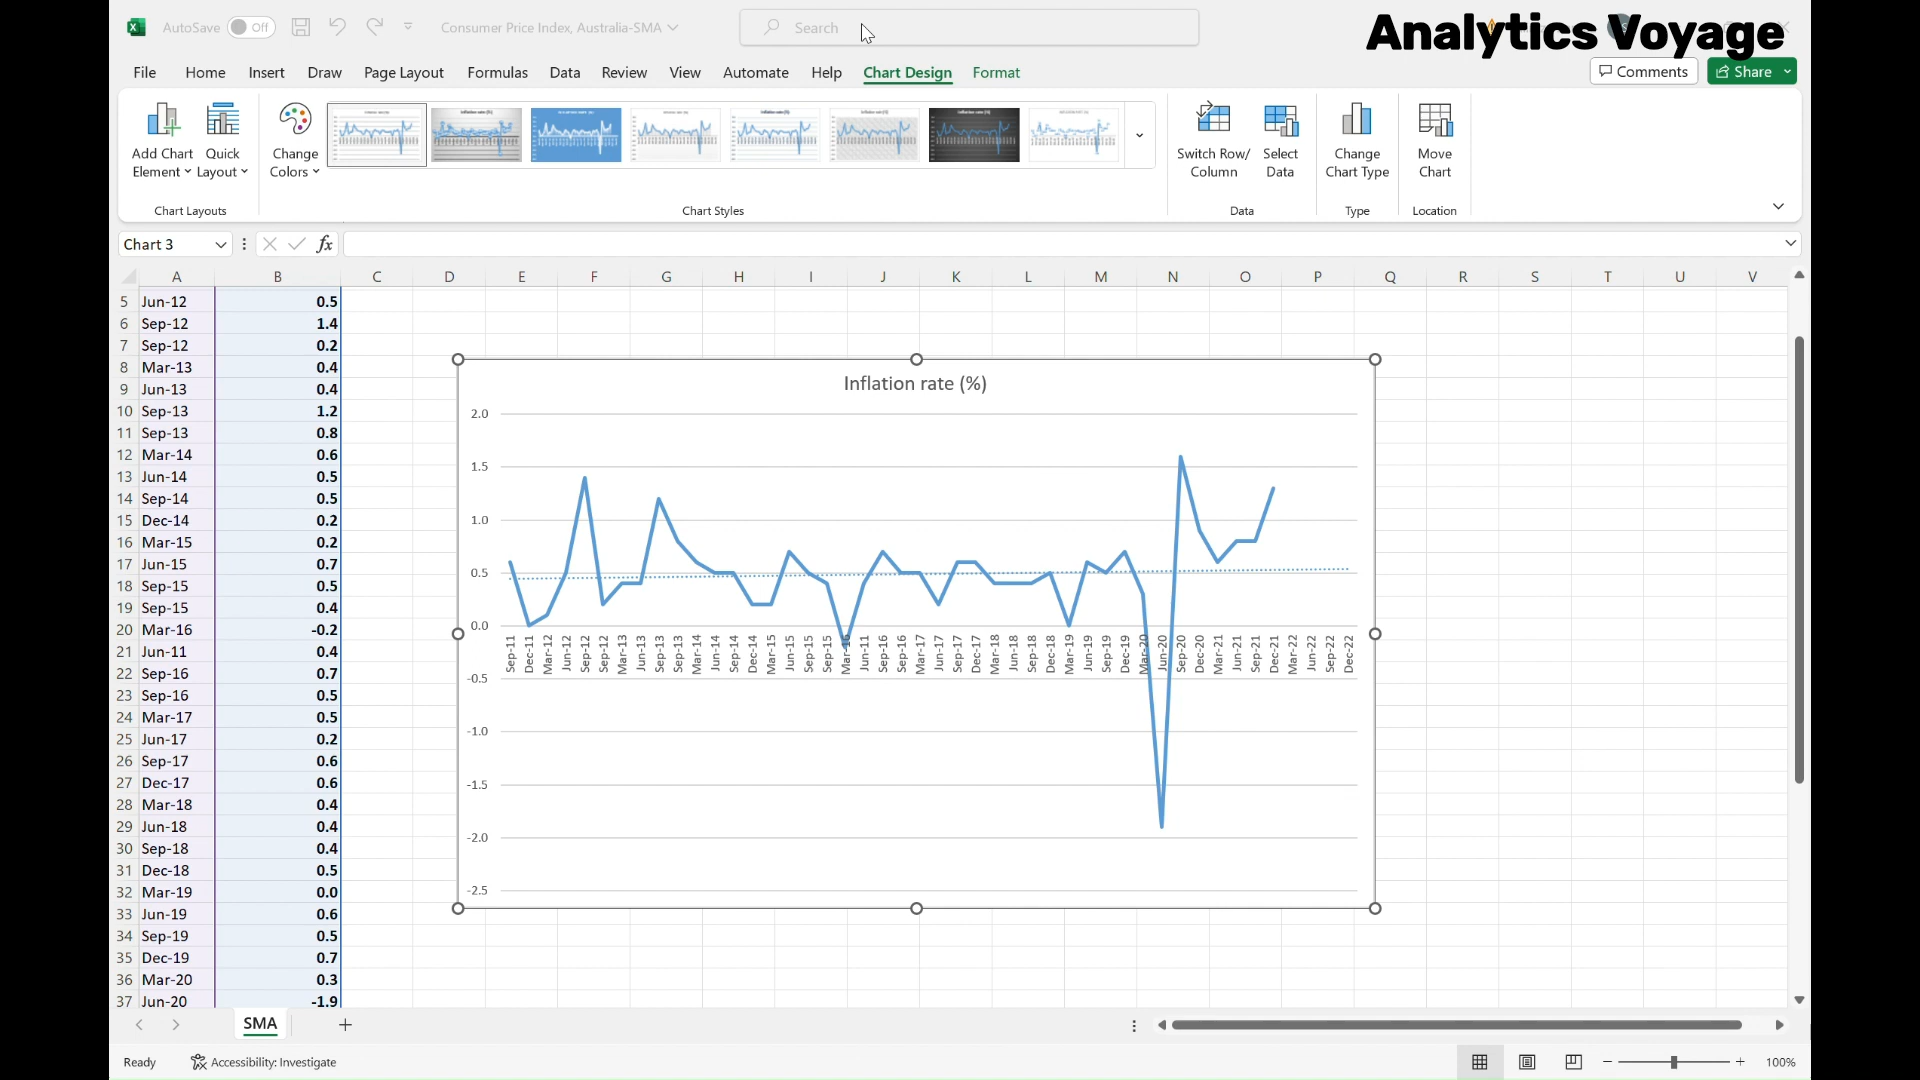 Analytics Voyage
AutoSave Off Consumer Price Index, Australia-SMA Search
File Home Insert Draw Page Layout Formulas Data Review View Automate Help Chart Design Format Comments Share
Add Chart Element Quick Layout Change Colors Switch Row/ Column Select Data Change Chart Type Move Chart
Chart Layouts Chart Styles Data Type Location
Chart 3 fx
A B C D E F G H I J K L M N O P Q R S T U V
5 Jun-12 0.5
6 Sep-12 1.4
7 Sep-12 0.2
8 Mar-13 0.4
9 Jun-13 0.4
10 Sep-13 1.2
11 Sep-13 0.8
12 Mar-14 0.6
13 Jun-14 0.5
14 Sep-14 0.5
15 Dec-14 0.2
16 Mar-15 0.2
17 Jun-15 0.7
18 Sep-15 0.5
19 Sep-15 0.4
20 Mar-16 -0.2
21 Jun-11 0.4
22 Sep-16 0.7
23 Sep-16 0.5
24 Mar-17 0.5
25 Jun-17 0.2
26 Sep-17 0.6
27 Dec-17 0.6
28 Mar-18 0.4
29 Jun-18 0.4
30 Sep-18 0.4
31 Dec-18 0.5
32 Mar-19 0.0
33 Jun-19 0.6
34 Sep-19 0.5
35 Dec-19 0.7
36 Mar-20 0.3
37 Jun-20 -1.9
Inflation rate (%)
2.0
1.5
1.0
0.5
0.0
-0.5
-1.0
-1.5
-2.0
-2.5
Sep-11 Dec-11 Mar-12 Jun-12 Sep-12 Sep-12 Mar-13 Jun-13 Sep-13 Sep-13 Mar-14 Jun-14 Sep-14 Dec-14 Mar-15 Jun-15 Sep-15 Sep-15 Mar-16 Jun-11 Sep-16 Sep-16 Mar-17 Jun-17 Sep-17 Dec-17 Mar-18 Jun-18 Sep-18 Dec-18 Mar-19 Jun-19 Sep-19 Dec-19 Mar-20 Jun-20 Sep-20 Dec-20 Mar-21 Jun-21 Sep-21 Dec-21 Mar-22 Jun-22 Sep-22 Dec-22
SMA
Ready Accessibility: Investigate 100%